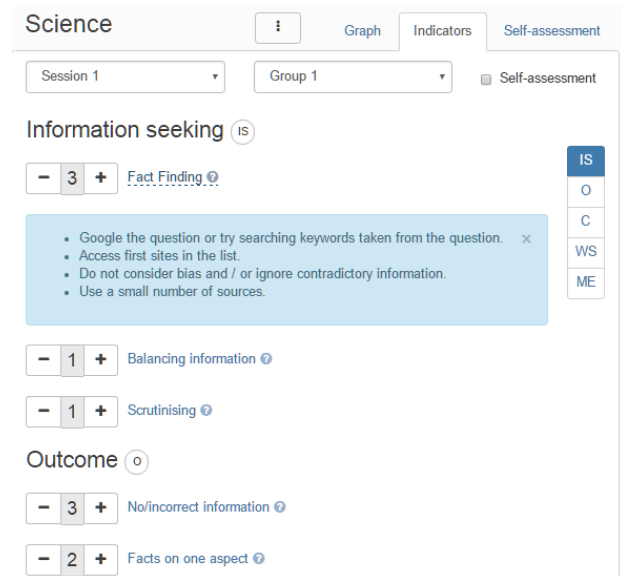 Science
Graph
Indicators
Self-assessment
Session 1
Group 1
Self-assessment
Information seeking IS
IS
O
C
WS
ME
− 3 + Fact Finding ?
Google the question or try searching keywords taken from the question. ×
Access first sites in the list.
Do not consider bias and / or ignore contradictory information.
Use a small number of sources.
− 1 + Balancing information ?
− 1 + Scrutinising ?
Outcome O
− 3 + No/incorrect information ?
− 2 + Facts on one aspect ?